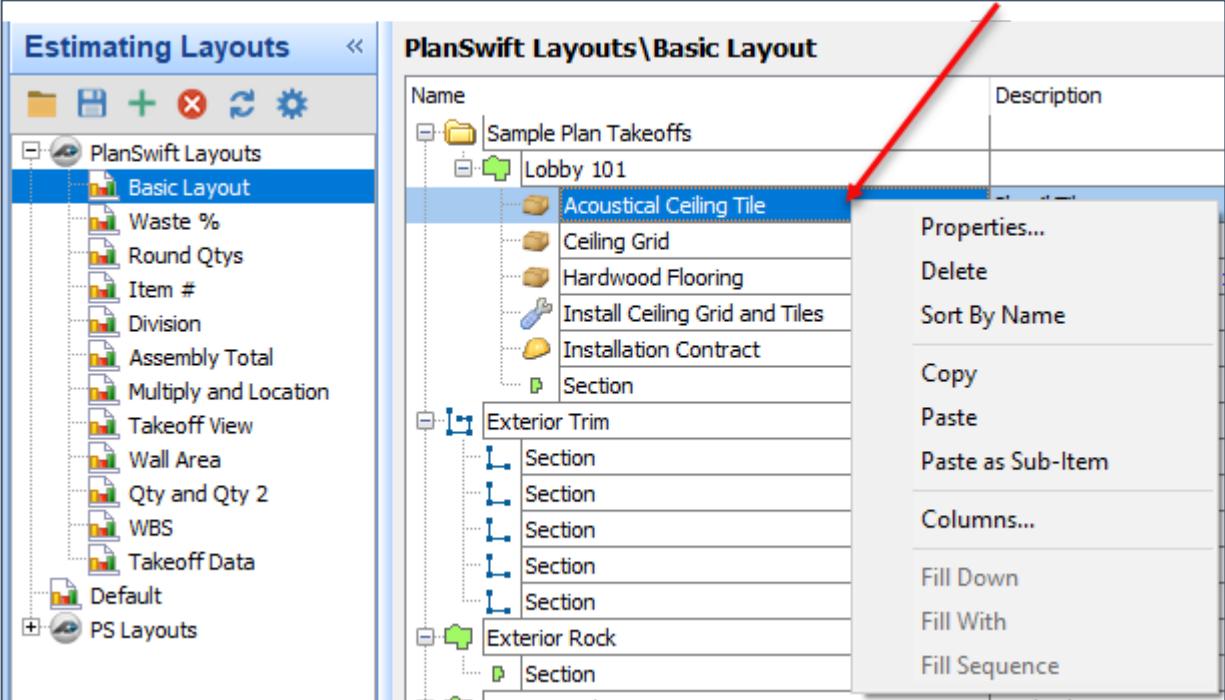 Estimating Layouts «
PlanSwift Layouts
Basic Layout
Waste %
Round Qtys
Item #
Division
Assembly Total
Multiply and Location
Takeoff View
Wall Area
Qty and Qty 2
WBS
Takeoff Data
Default
PS Layouts
PlanSwift Layouts\Basic Layout
Name Description
Sample Plan Takeoffs
Lobby 101
Acoustical Ceiling Tile
Ceiling Grid
Hardwood Flooring
Install Ceiling Grid and Tiles
Installation Contract
Section
Exterior Trim
Section
Section
Section
Section
Section
Exterior Rock
Section
Properties...
Delete
Sort By Name
Copy
Paste
Paste as Sub-Item
Columns...
Fill Down
Fill With
Fill Sequence